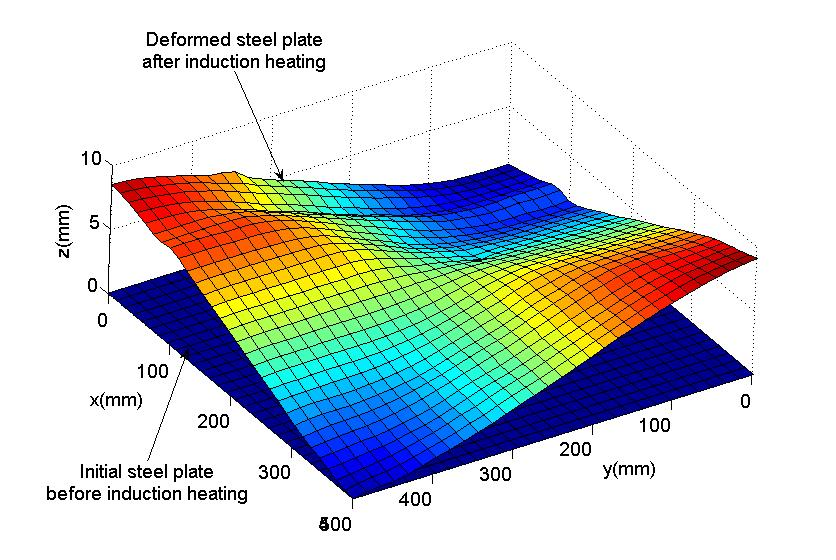 Deformed steel plate
after induction heating
10
5
0
z(mm)
0
100
200
300
x(mm)
400
300
200
100
0
y(mm)
Initial steel plate
before induction heating